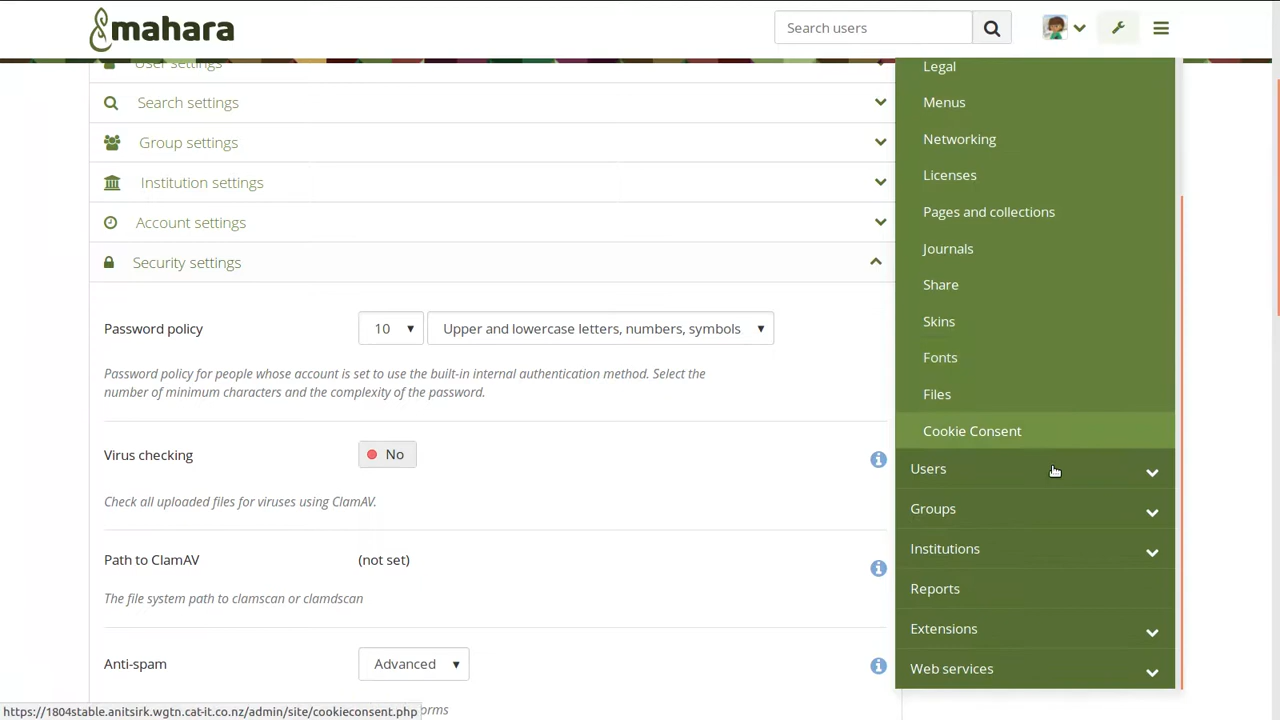 mahara
Search users
User settings
Search settings
Group settings
Institution settings
Account settings
Security settings
Password policy
10
Upper and lowercase letters, numbers, symbols
Password policy for people whose account is set to use the built-in internal authentication method. Select the
number of minimum characters and the complexity of the password.
Virus checking
No
Check all uploaded files for viruses using ClamAV.
Path to ClamAV
(not set)
The file system path to clamscan or clamdscan
Anti-spam
Advanced
orms
Legal
Menus
Networking
Licenses
Pages and collections
Journals
Share
Skins
Fonts
Files
Cookie Consent
Users
Groups
Institutions
Reports
Extensions
Web services
https://1804stable.anitsirk.wgtn.cat-it.co.nz/admin/site/cookieconsent.php